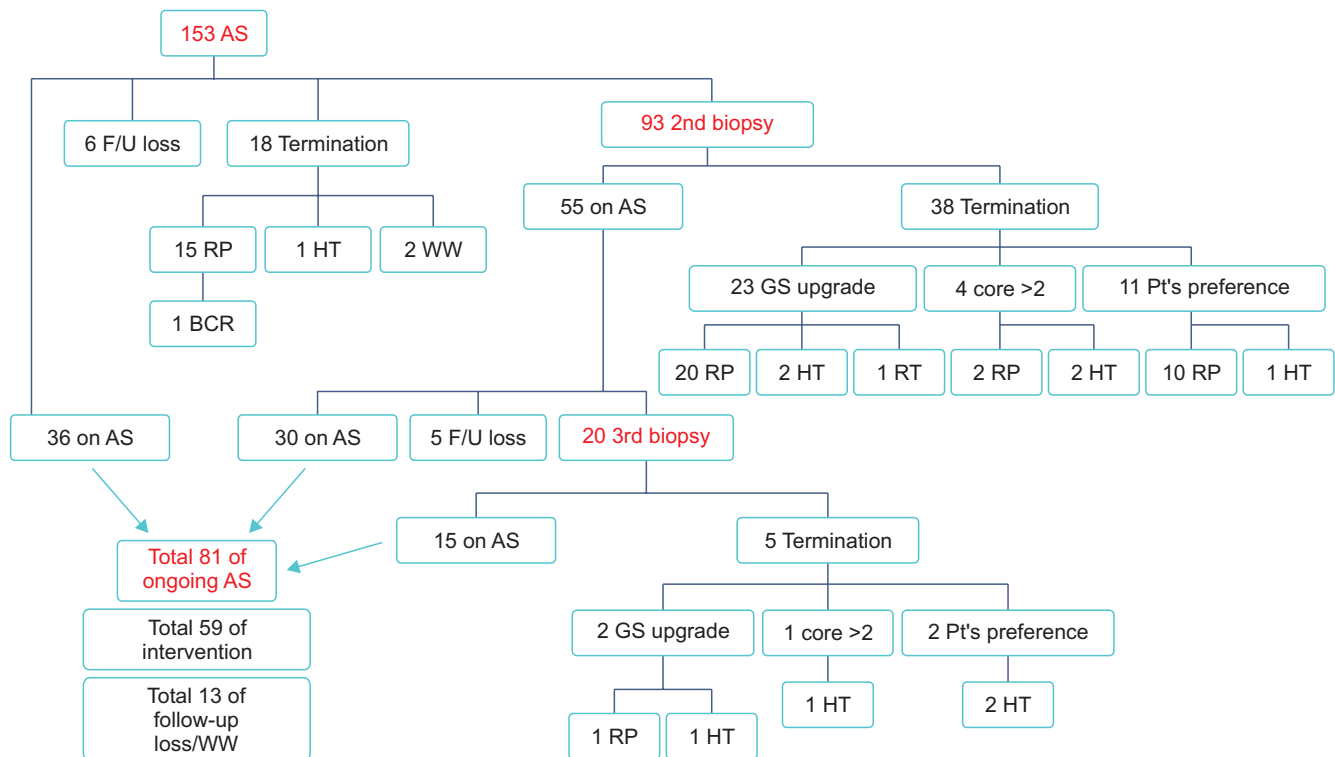 153 AS
6 F/U loss
18 Termination
93 2nd biopsy
15 RP
1 HT
2 WW
1 BCR
55 on AS
38 Termination
23 GS upgrade
4 core >2
11 Pt's preference
20 RP
2 HT
1 RT
2 RP
2 HT
10 RP
1 HT
36 on AS
30 on AS
5 F/U loss
20 3rd biopsy
15 on AS
5 Termination
Total 81 of
ongoing AS
Total 59 of
intervention
Total 13 of
follow-up
loss/WW
2 GS upgrade
1 core >2
2 Pt's preference
1 RP
1 HT
1 HT
2 HT